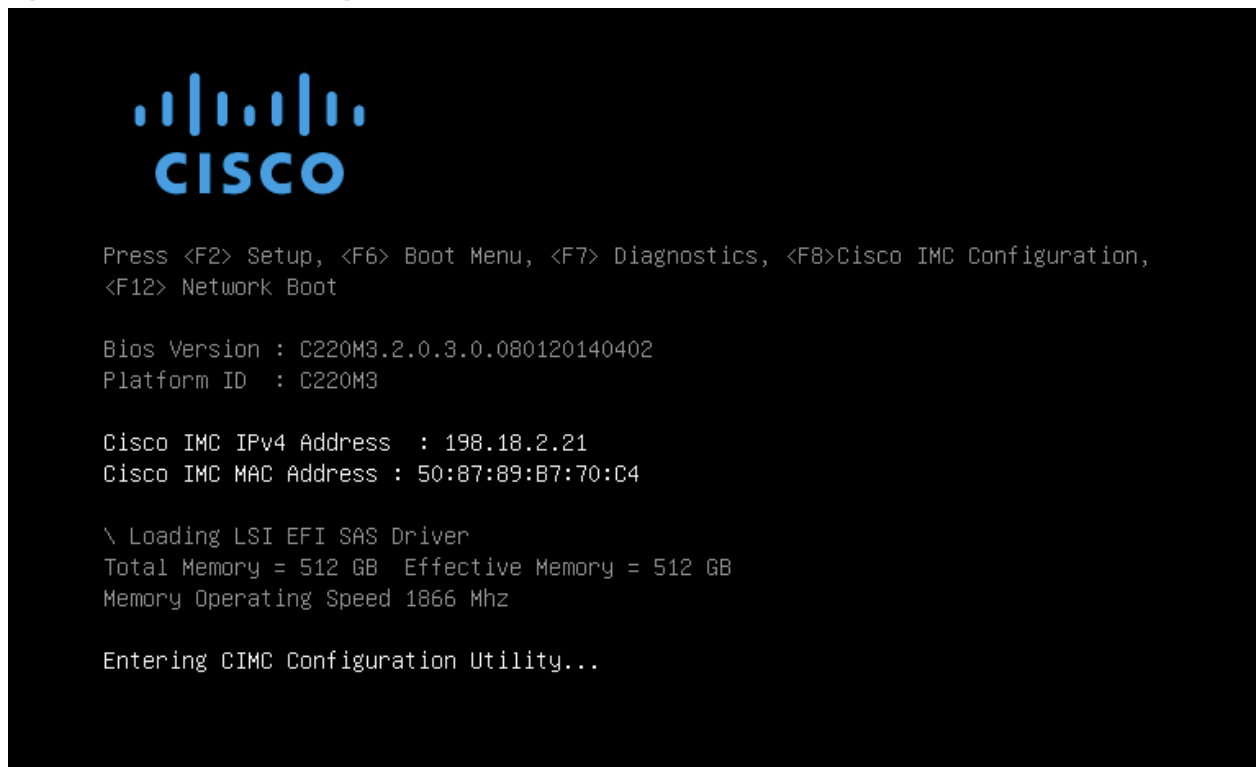 CISCO
Press <F2> Setup, <F6> Boot Menu, <F7> Diagnostics, <F8>Cisco IMC Configuration,
<F12> Network Boot
Bios Version : C220M3.2.0.3.0.080120140402
Platform ID  : C220M3
Cisco IMC IPv4 Address  : 198.18.2.21
Cisco IMC MAC Address : 50:87:89:B7:70:C4
\ Loading LSI EFI SAS Driver
Total Memory = 512 GB  Effective Memory = 512 GB
Memory Operating Speed 1866 Mhz
Entering CIMC Configuration Utility...